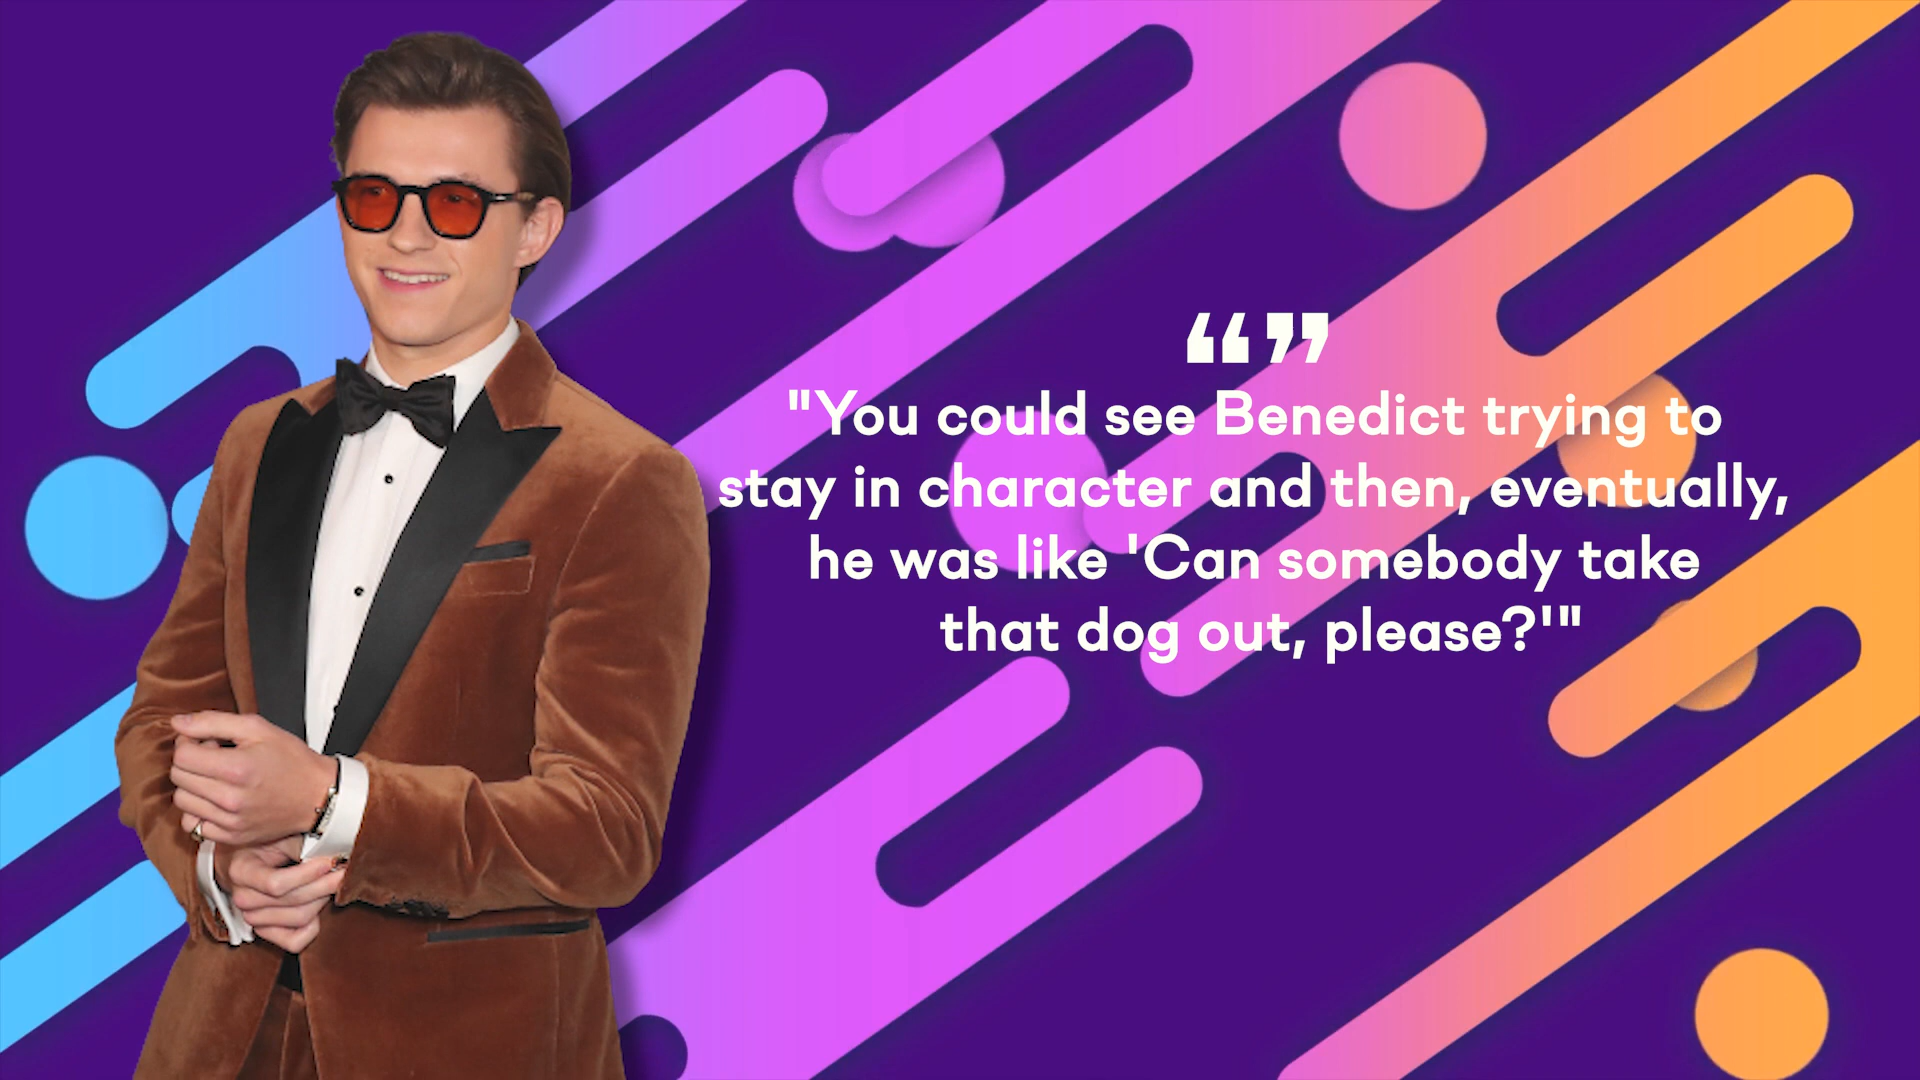 “”
"You could see Benedict trying to
stay in character and then, eventually,
he was like 'Can somebody take
that dog out, please?'"